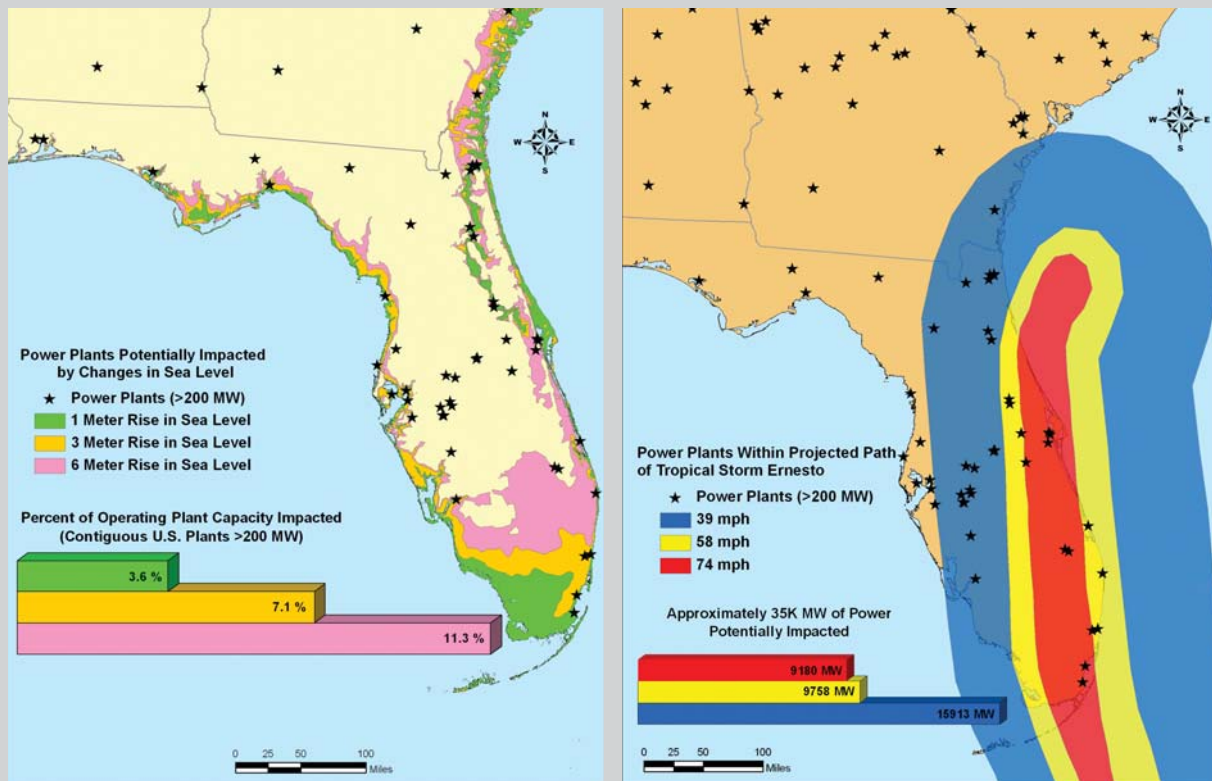 N
W
E
S
Power Plants Potentially Impacted
by Changes in Sea Level
Power Plants (>200 MW)
1 Meter Rise in Sea Level
3 Meter Rise in Sea Level
6 Meter Rise in Sea Level
Percent of Operating Plant Capacity Impacted
(Contiguous U.S. Plants >200 MW)
3.6 %
7.1 %
11.3 %
0 25 50 100
Miles
N
W
E
S
Power Plants Within Projected Path
of Tropical Storm Ernesto
Power Plants (>200 MW)
39 mph
58 mph
74 mph
Approximately 35K MW of Power
Potentially Impacted
9180 MW
9758 MW
15913 MW
0 25 50 100
Miles